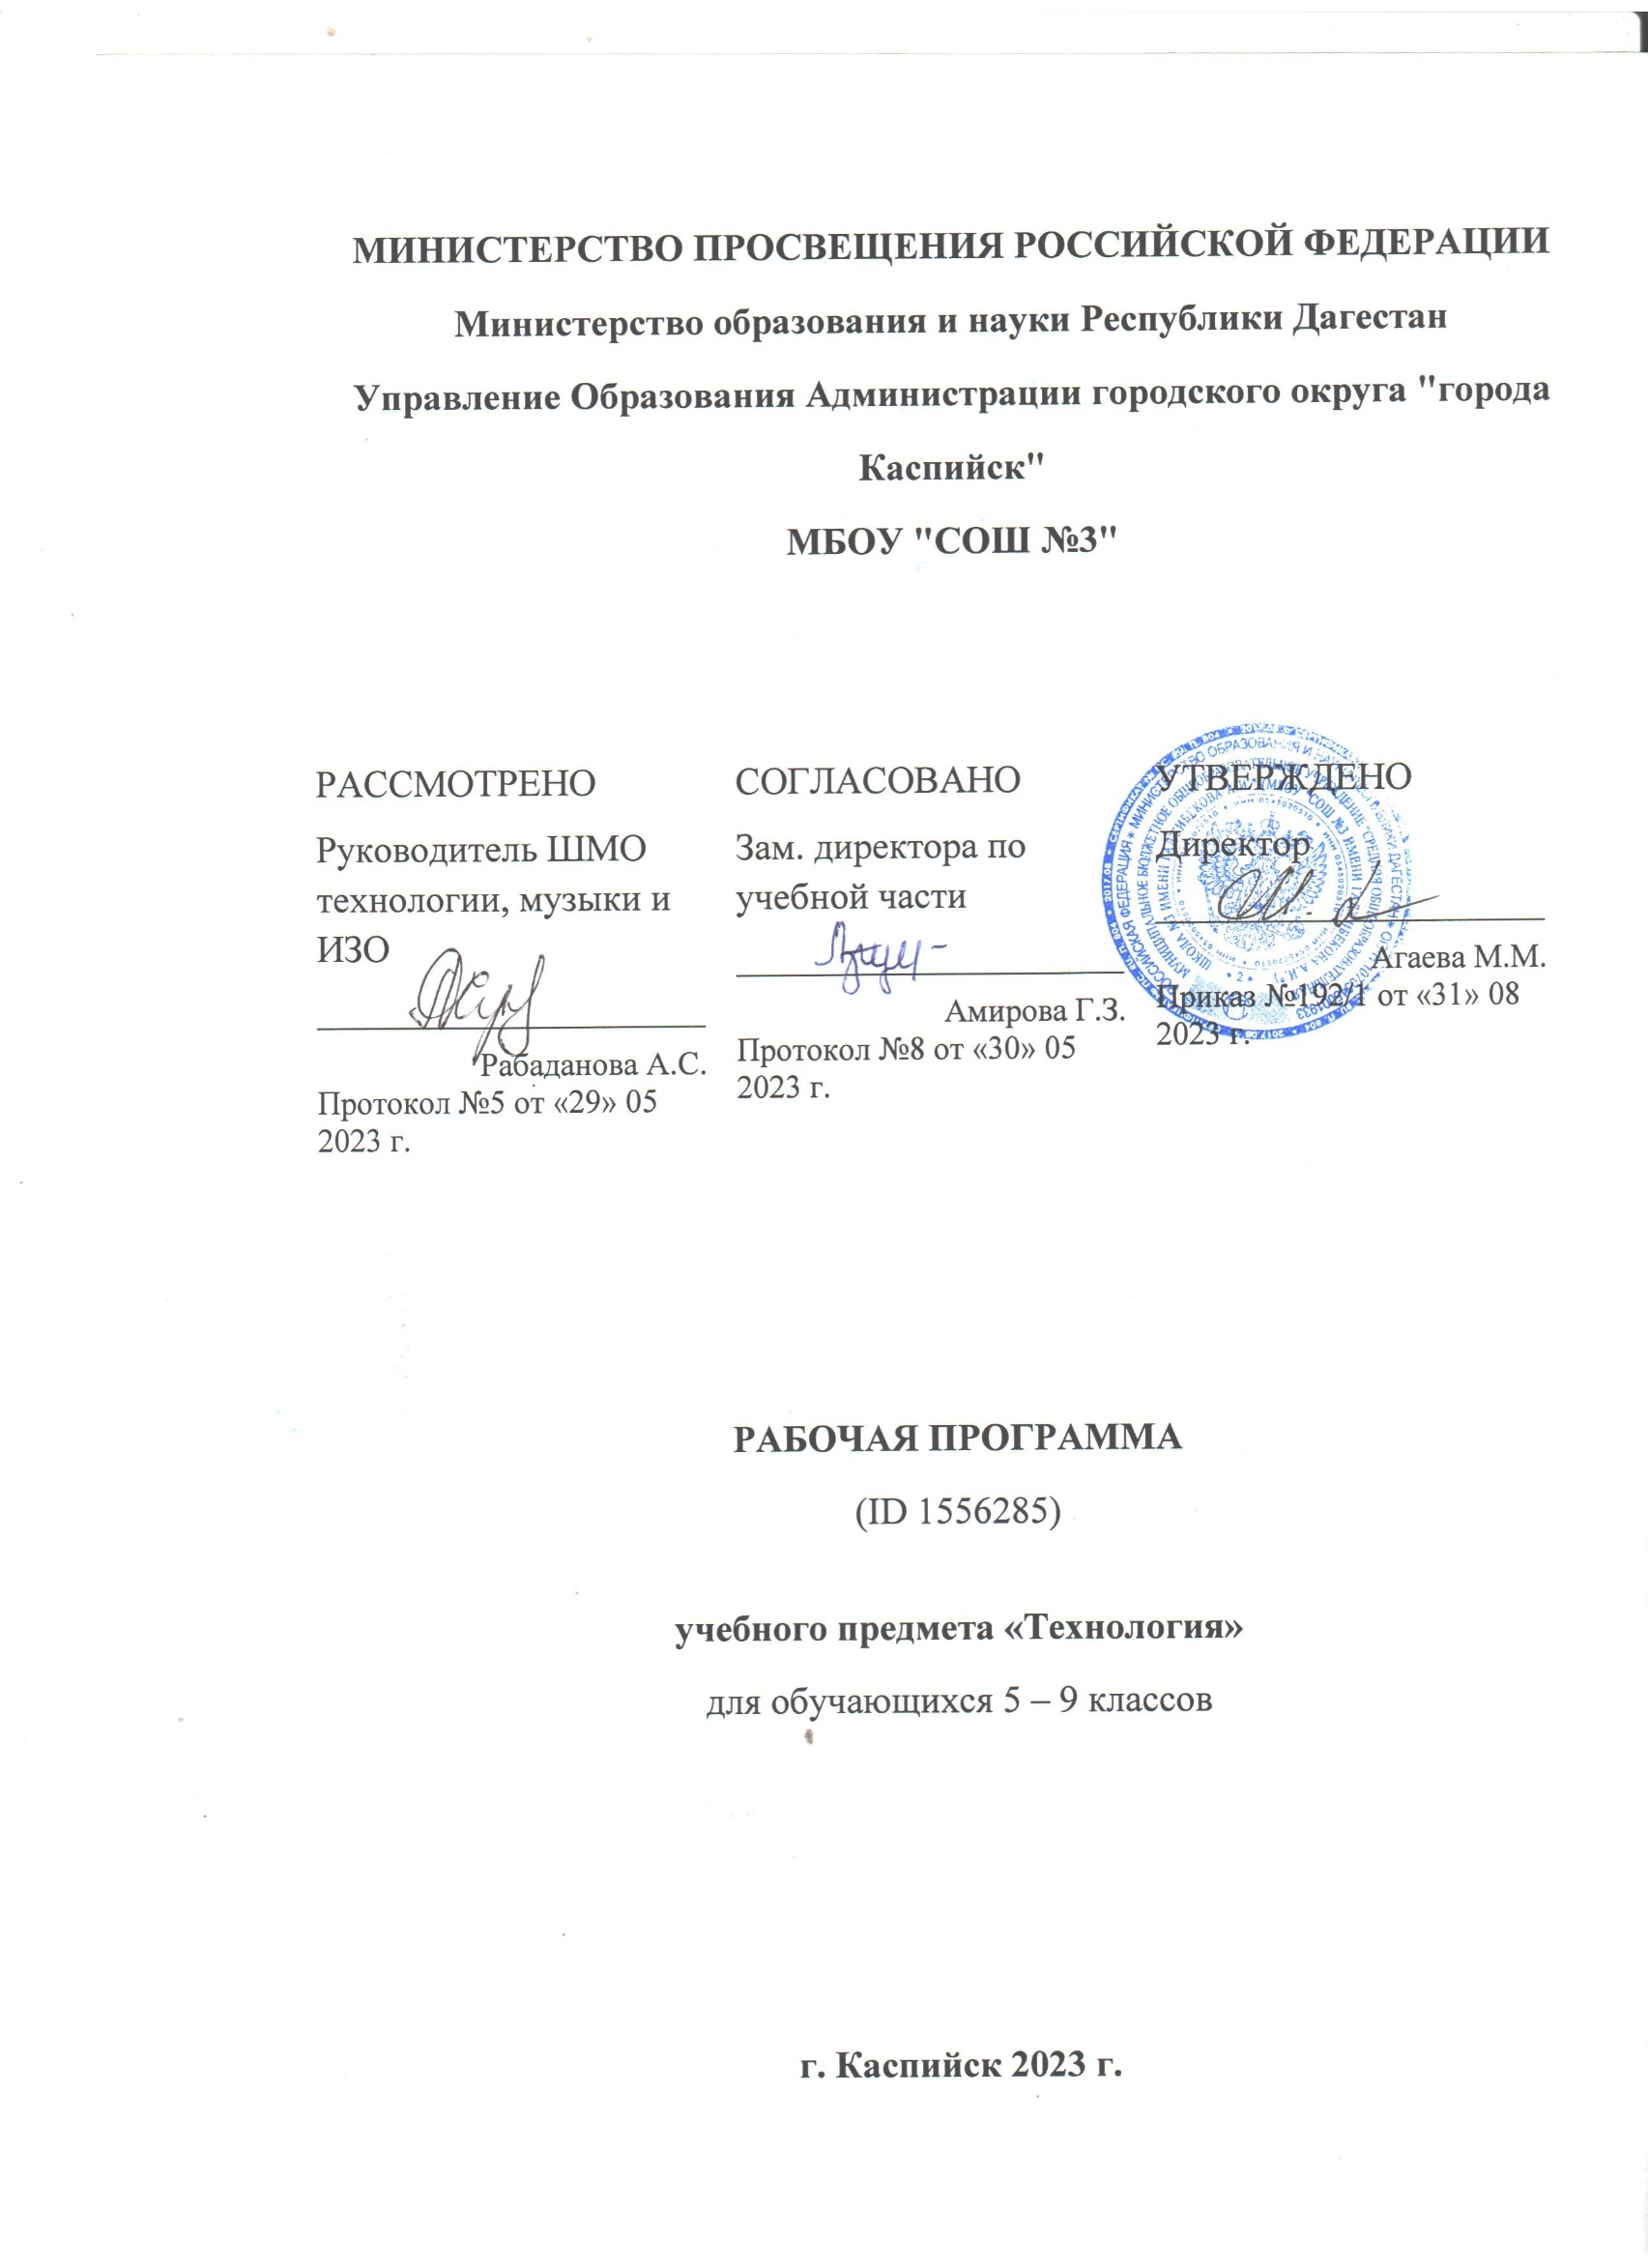 МИНИСТЕРСТВО ПРОСВЕЩЕНИЯ РОССИЙСКОЙ ФЕДЕРАЦИИ
Министерство образования и науки Республики Дагестан
Управление Образования Администрации городского округа "города
Каспийск"
МБОУ "СОШ №3"
РАССМОТРЕНО
Руководитель ШМО
технологии, музыки и
ИЗО
Рабаданова А.С.
Протокол №5 от «29» 05
2023 г.
СОГЛАСОВАНО
Зам. директора по
учебной части
Амирова Г.З.
Протокол №8 от «30» 05
2023 г.
УТВЕРЖДЕНО
Директор
Агаева М.М.
Приказ №192/1 от «31» 08
2023 г.
РАБОЧАЯ ПРОГРАММА
(ID 1556285)
учебного предмета «Технология»
для обучающихся 5 – 9 классов
г. Каспийск 2023 г.